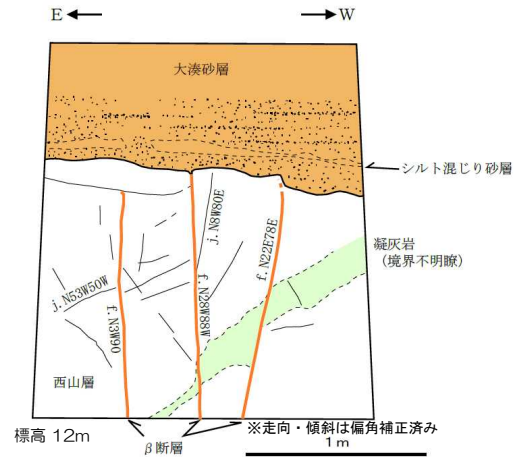 E W
大湊砂層
シルト混じり砂層
j.N8W80E
凝灰岩
(境界不明瞭)
f.N22E78E
j.N53W50W
f.N3W90
f.N28W88W
西山層
標高 12m
※走向・傾斜は偏角補正済み
β断層
1m